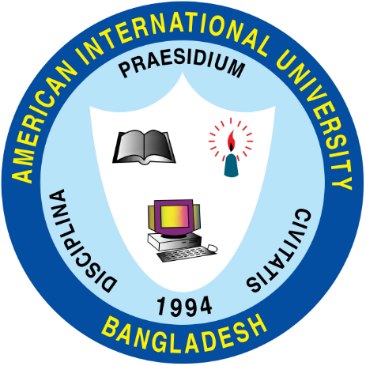 AMERICAN INTERNATIONAL UNIVERSITY
PRAESIDIUM
DISCIPLINA
CIVITATIS
1994
BANGLADESH